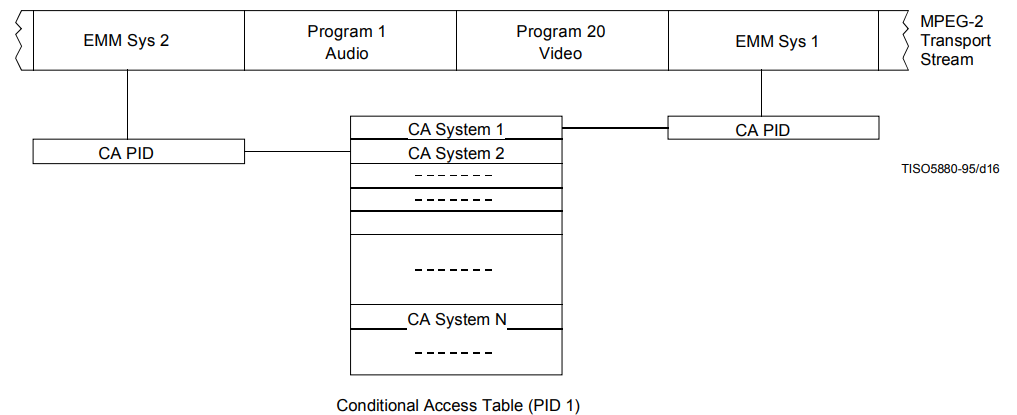 EMM Sys 2
Program 1
Audio
Program 20
Video
EMM Sys 1
MPEG-2
Transport
Stream
CA PID
CA System 1
CA System 2
CA PID
CA System N
TISO5880-95/d16
Conditional Access Table (PID 1)